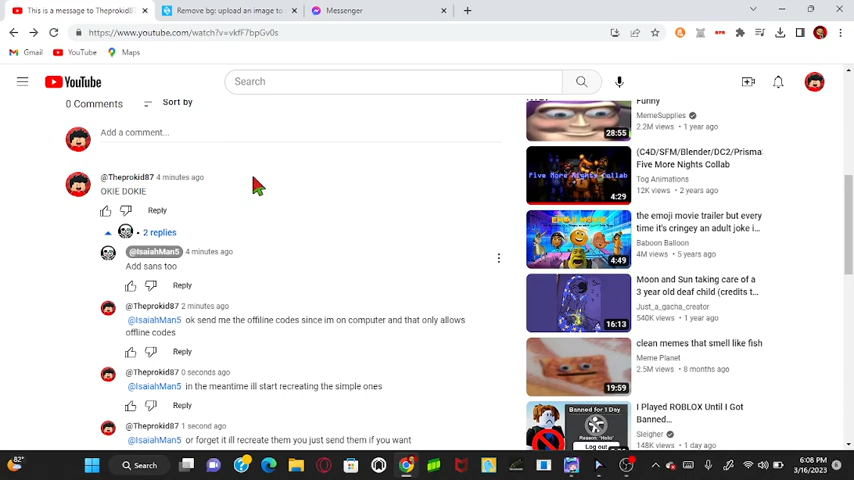 This is a message to Theprokid8
Remove bg: upload an image to
Messenger
https://www.youtube.com/watch?v=vkfF7bpGv0s
Gmail
YouTube
Maps
YouTube
Search
0 Comments
Sort by
Add a comment...
@Theprokid87 4 minutes ago
OKIE DOKIE
Reply
2 replies
@IsaiahMan5 4 minutes ago
Add sans too
Reply
@Theprokid87 2 minutes ago
@IsaiahMan5 ok send me the offiline codes since im on computer and that only allows
offline codes
Reply
@Theprokid87 0 seconds ago
@IsaiahMan5 in the meantime ill start recreating the simple ones
Reply
@Theprokid87 1 second ago
@IsaiahMan5 or forget it ill recreate them you just send them if you want
Funny
MemeSupplies
2.2M views • 1 year ago
28:55
(C4D/SFM/Blender/DC2/Prisma
Five More Nights Collab
Tog Animations
12K views • 2 years ago
Five More Nights Collab
4:29
the emoji movie trailer but every
time it's cringey an adult joke i...
Baboon Balloon
4M views • 5 years ago
EMOJI MOVIE
4:49
Moon and Sun taking care of a
3 year old deaf child (credits t...
Just_a_gacha_creator
540K views • 1 year ago
16:13
clean memes that smell like fish
Meme Planet
2.5M views • 8 months ago
19:59
I Played ROBLOX Until I Got
Banned...
Sleigher
148K views • 1 day ago
Banned for 1 Day
Reason: "Hello"
Log out
82°
Search
6:08 PM
3/16/2023